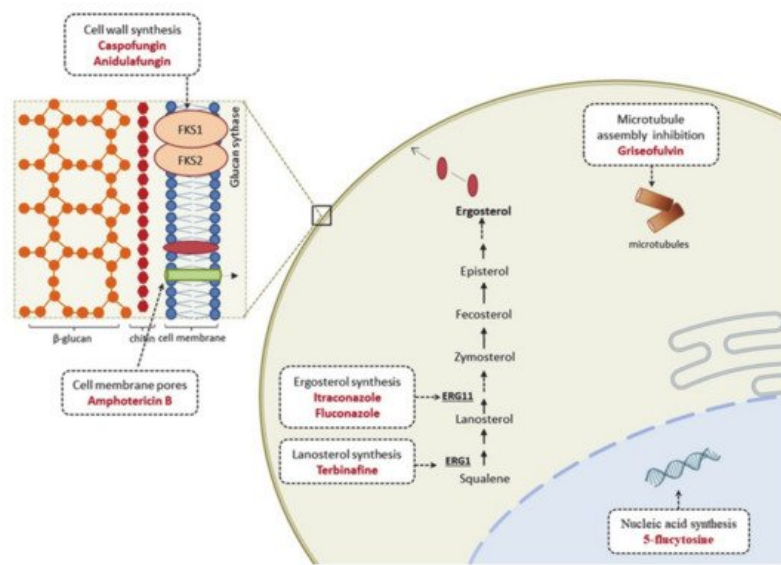 Cell wall synthesis
Caspofungin
Anidulafungin
FKS1
FKS2
Glucan sythase
β-glucan
chitin
cell membrane
Cell membrane pores
Amphotericin B
Microtubule
assembly inhibition
Griseofulvin
microtubules
Ergosterol
Episterol
Fecosterol
Zymosterol
Ergosterol synthesis
Itraconazole
Fluconazole
ERG11
Lanosterol
Lanosterol synthesis
Terbinafine
ERG1
Squalene
Nucleic acid synthesis
5-flucytosine